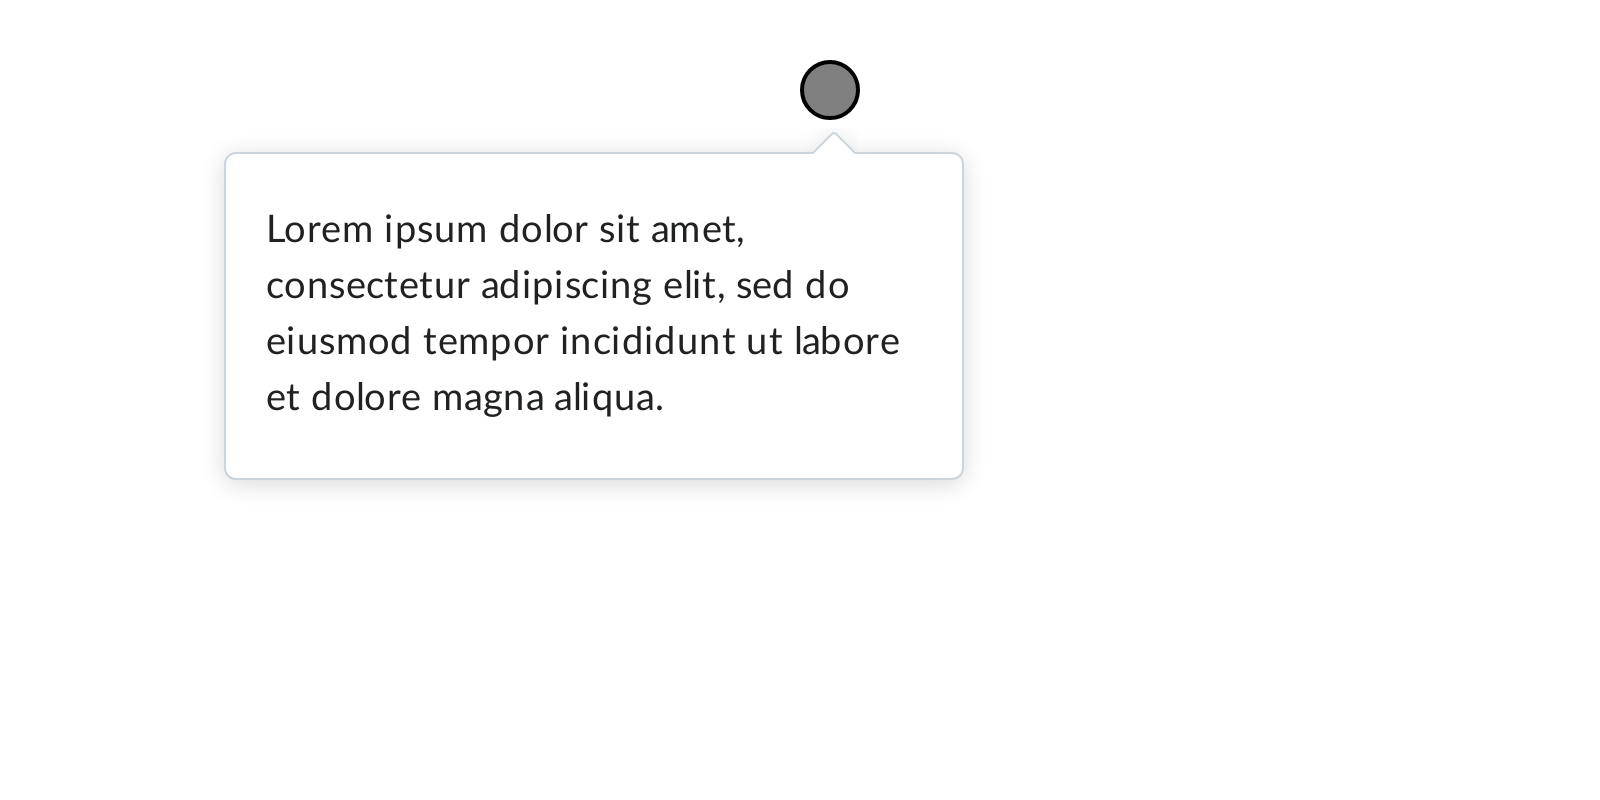 Lorem ipsum dolor sit amet,
consectetur adipiscing elit, sed do
eiusmod tempor incididunt ut labore
et dolore magna aliqua.